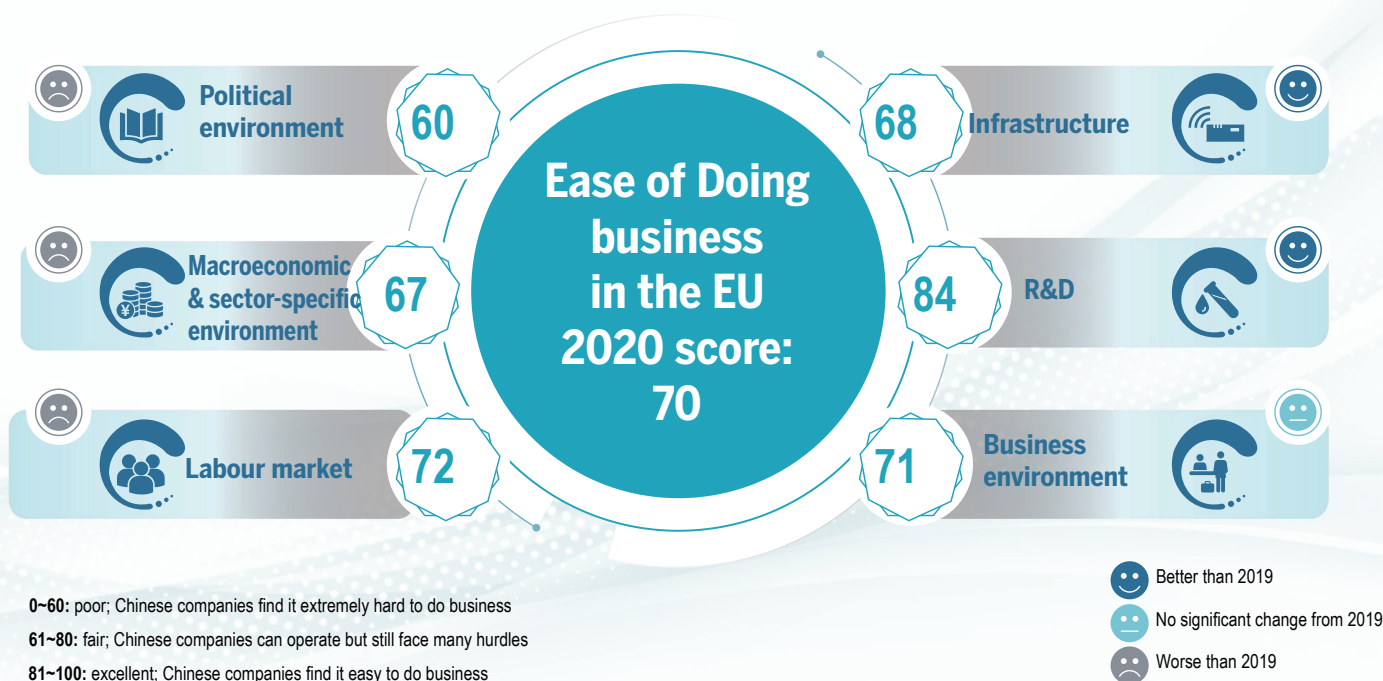 Political
environment
60
Macroeconomic
& sector-specific
environment
67
Labour market
72
Ease of Doing
business
in the EU
2020 score:
70
68
Infrastructure
84
R&D
71
Business
environment
¥
0~60: poor; Chinese companies find it extremely hard to do business
61~80: fair; Chinese companies can operate but still face many hurdles
81~100: excellent; Chinese companies find it easy to do business
Better than 2019
No significant change from 2019
Worse than 2019